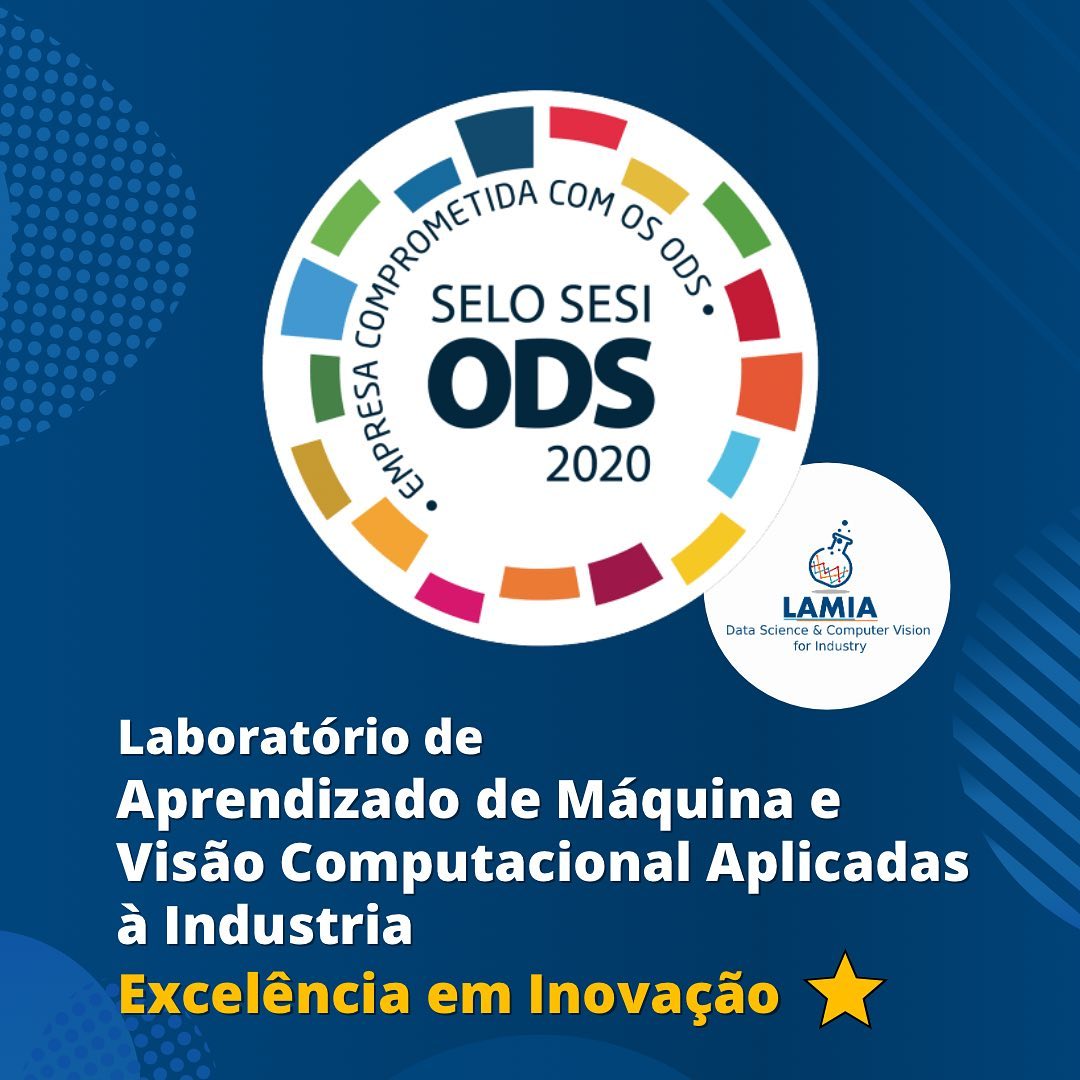 • EMPRESA COMPROMETIDA COM OS ODS •
SELO SESI
ODS
2020
LAMIA
Data Science & Computer Vision
for Industry
Laboratório de
Aprendizado de Máquina e
Visão Computacional Aplicadas
à Industria
Excelência em Inovação